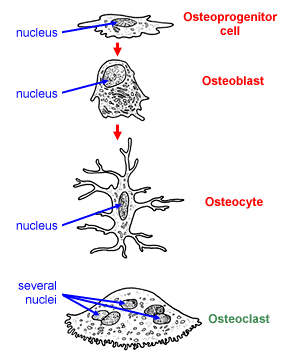 Osteoprogenitor
cell
nucleus
Osteoblast
nucleus
Osteocyte
nucleus
several
nuclei
Osteoclast